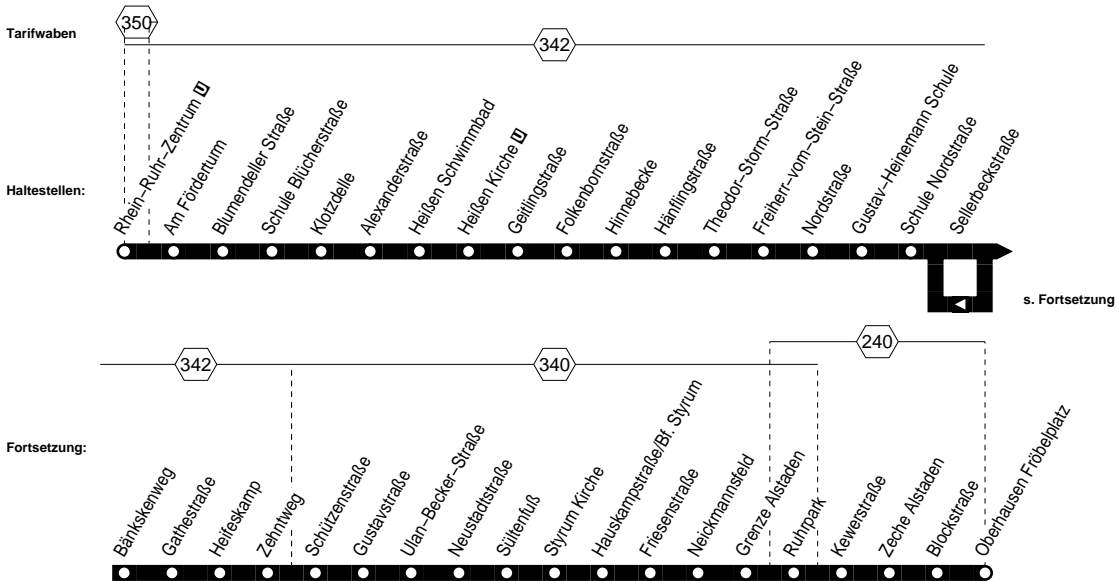 Tarifwaben
350
342
Haltestellen:
Rhein−Ruhr−Zentrum U
Am Förderturm
Blumendeller Straße
Schule Blücherstraße
Klotzdelle
Alexanderstraße
Heißen Schwimmbad
Heißen Kirche U
Geitlingstraße
Folkenbornstraße
Hinnebecke
Hänflingstraße
Theodor−Storm−Straße
Freiherr−vom−Stein−Straße
Nordstraße
Gustav−Heinemann Schule
Schule Nordstraße
Sellerbeckstraße
s. Fortsetzung
342
340
240
Fortsetzung:
Bänkskenweg
Gathestraße
Heifeskamp
Zehntweg
Schützenstraße
Gustavstraße
Ulan−Becker−Straße
Neustadtstraße
Sültenfuß
Styrum Kirche
Hauskampstraße/Bf. Styrum
Friesenstraße
Neickmannsfeld
Grenze Alstaden
Ruhrpark
Kewerstraße
Zeche Alstaden
Blockstraße
Oberhausen Fröbelplatz